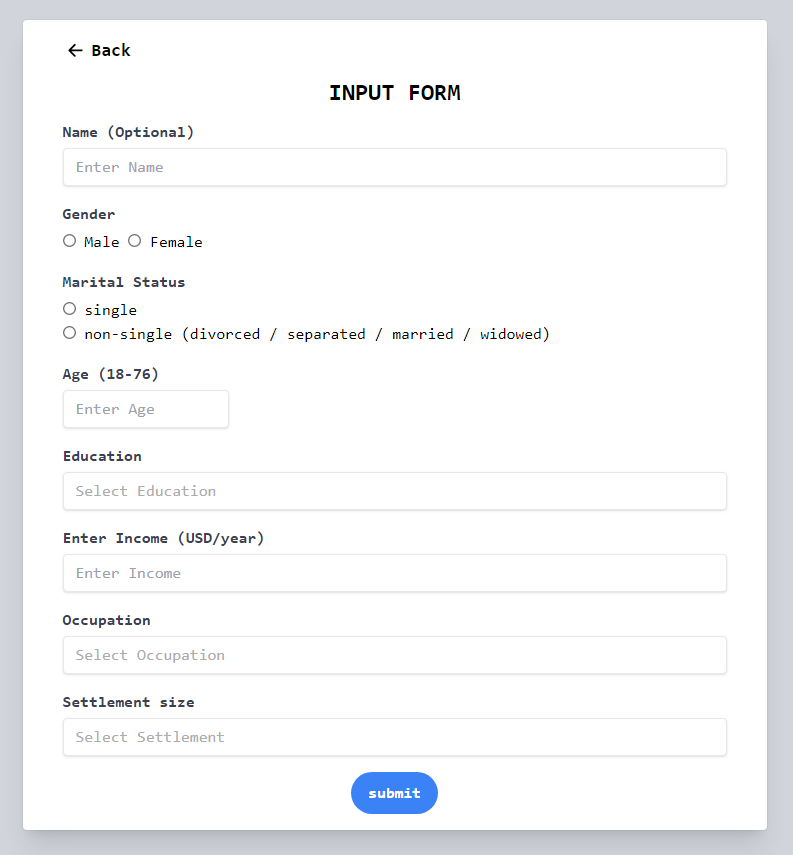 ← Back
INPUT FORM
Name (Optional)
Enter Name
Gender
Male Female
Marital Status
single
non-single (divorced / separated / married / widowed)
Age (18-76)
Enter Age
Education
Select Education
Enter Income (USD/year)
Enter Income
Occupation
Select Occupation
Settlement size
Select Settlement
submit